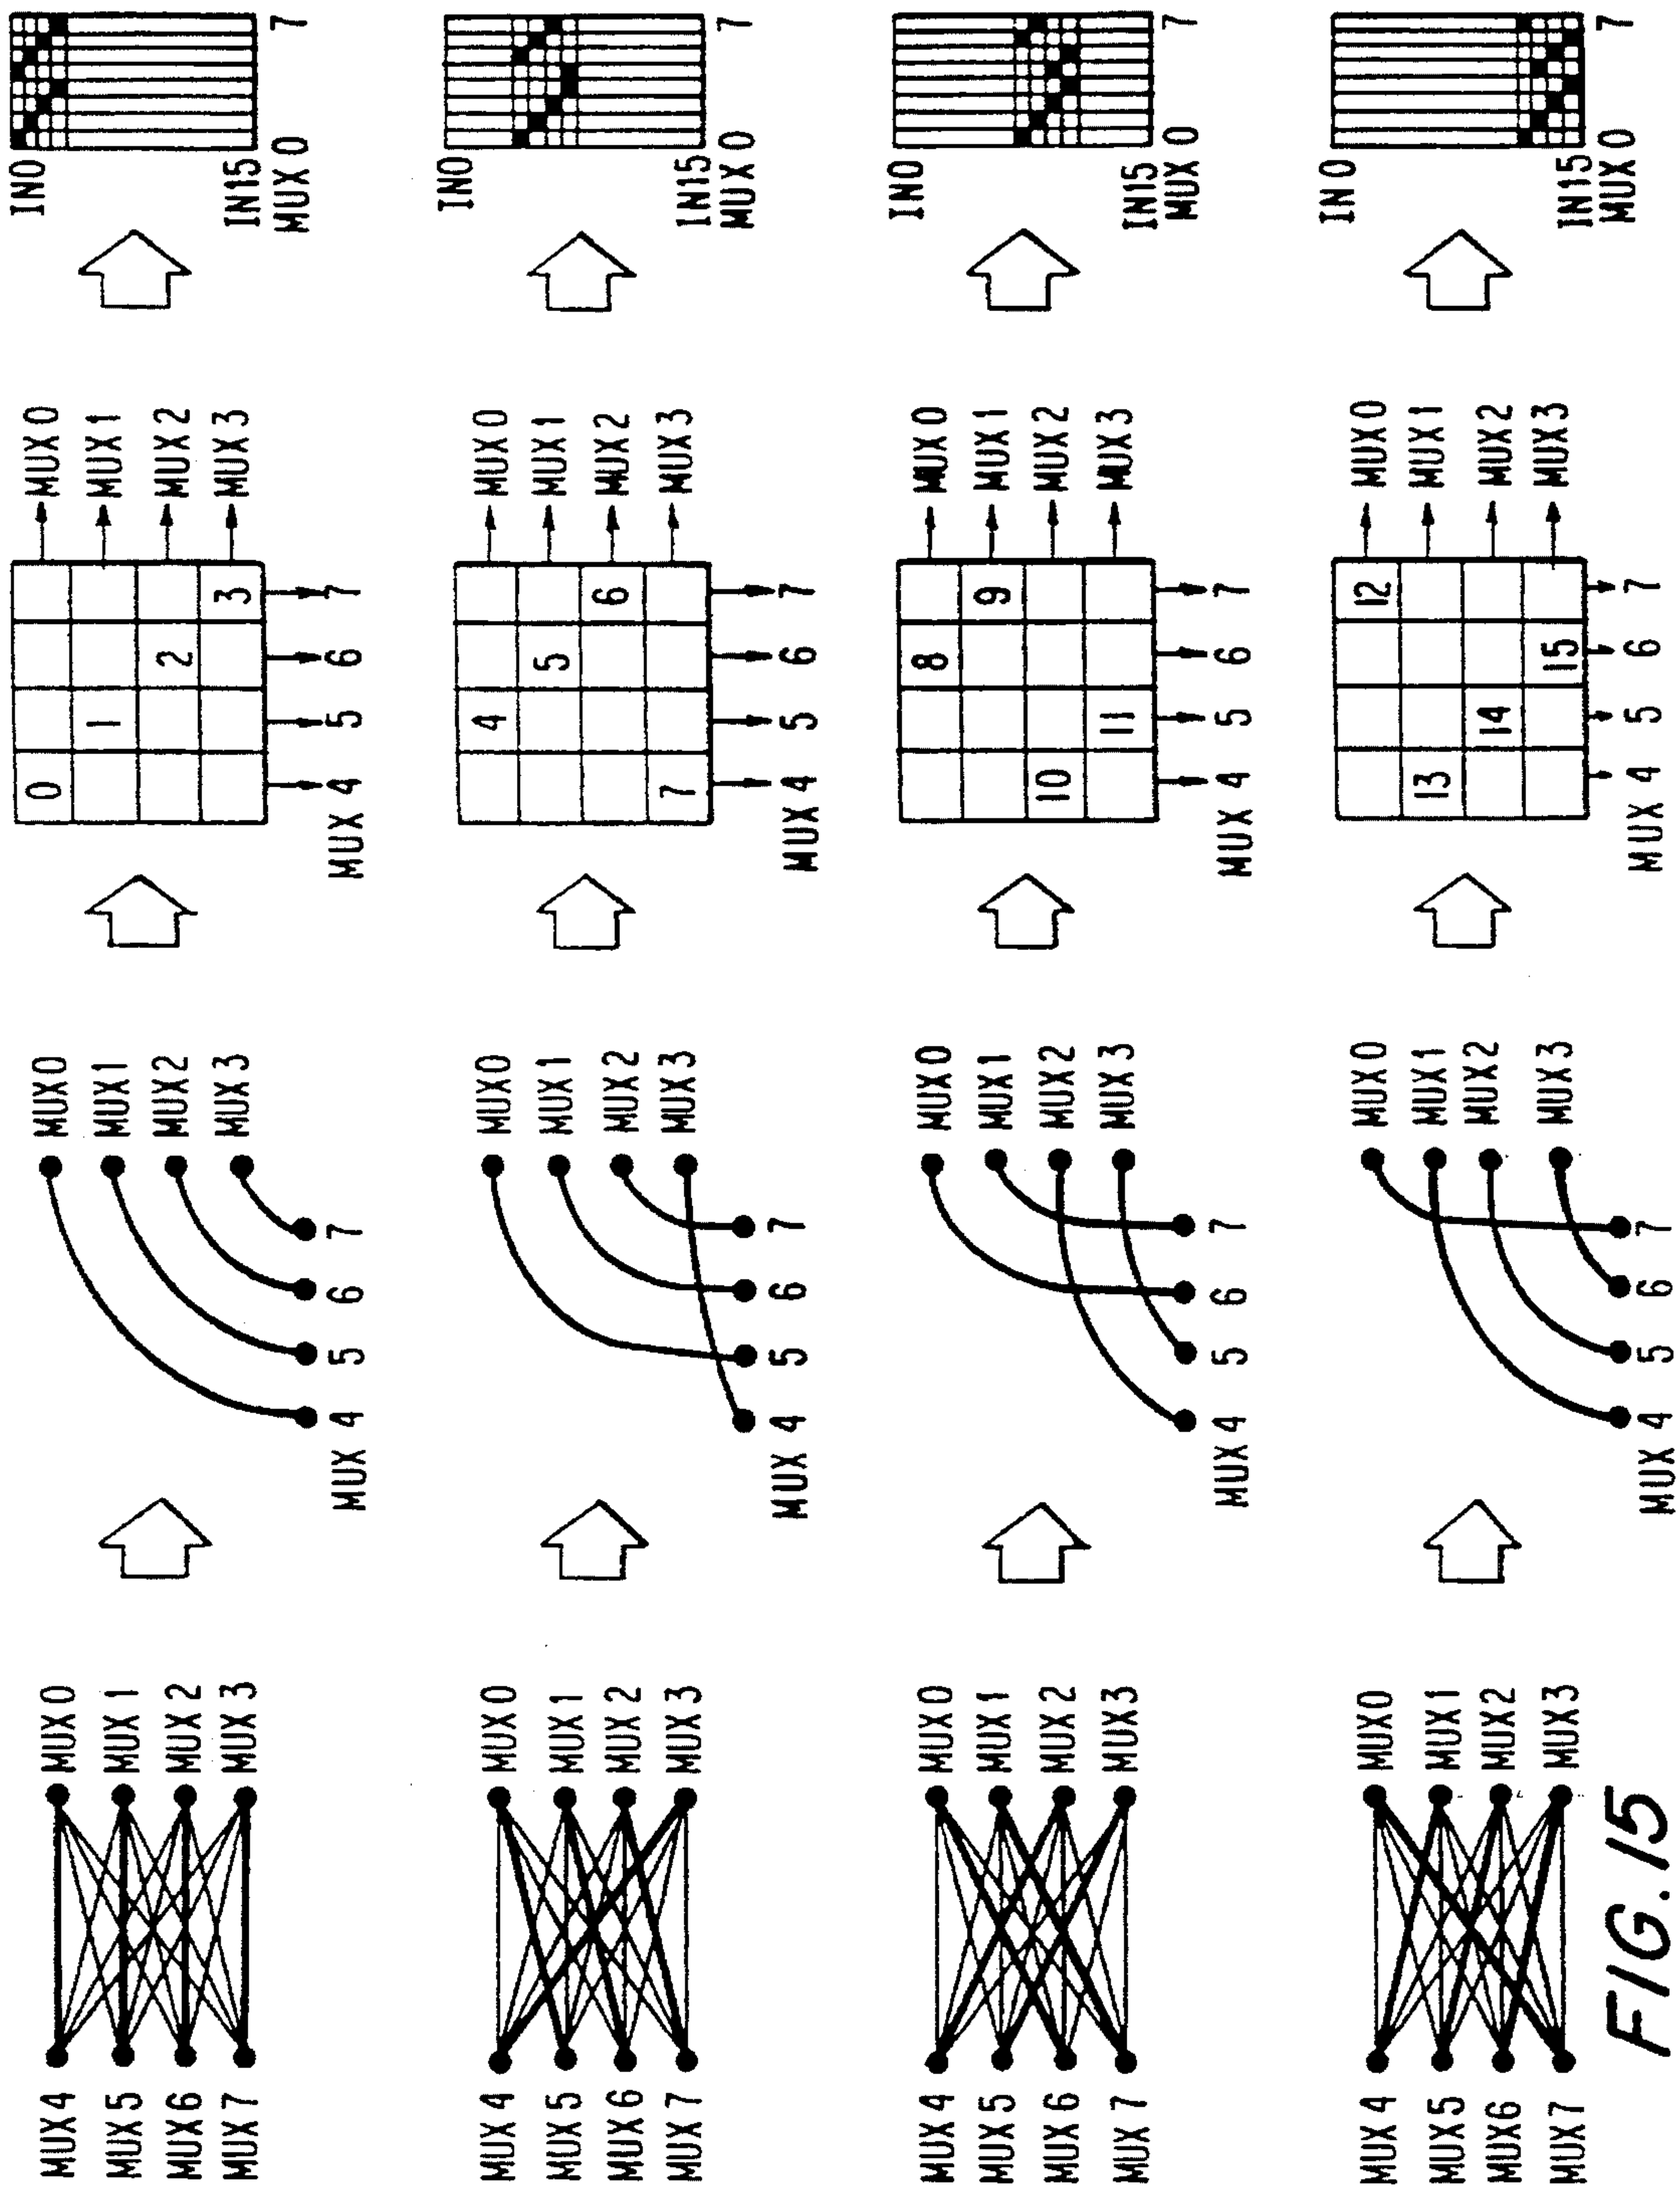 MUX 4 MUX 0
MUX 5 MUX 1
MUX 6 MUX 2
MUX 7 MUX 3
MUX 0
MUX 1
MUX 2
MUX 3
MUX 4 5 6 7
0 MUX 0
1 MUX 1
2 MUX 2
3 MUX 3
MUX 4 5 6 7
IN0
IN15
MUX 0 7
MUX 4 MUX 0
MUX 5 MUX 1
MUX 6 MUX 2
MUX 7 MUX 3
MUX 0
MUX 1
MUX 2
MUX 3
MUX 4 5 6 7
4 MUX 0
5 MUX 1
6 MUX 2
7 MUX 3
MUX 4 5 6 7
IN0
IN15
MUX 0 7
MUX 4 MUX 0
MUX 5 MUX 1
MUX 6 MUX 2
MUX 7 MUX 3
MUX 0
MUX 1
MUX 2
MUX 3
MUX 4 5 6 7
8 MUX 0
9 MUX 1
10 MUX 2
11 MUX 3
MUX 4 5 6 7
IN 0
IN15
MUX 0 7
MUX 4 MUX 0
MUX 5 MUX 1
MUX 6 MUX 2
MUX 7 MUX 3
MUX 0
MUX 1
MUX 2
MUX 3
MUX 4 5 6 7
12 MUX 0
13 MUX 1
14 MUX 2
15 MUX 3
MUX 4 5 6 7
IN 0
IN15
MUX 0 7
FIG. 15